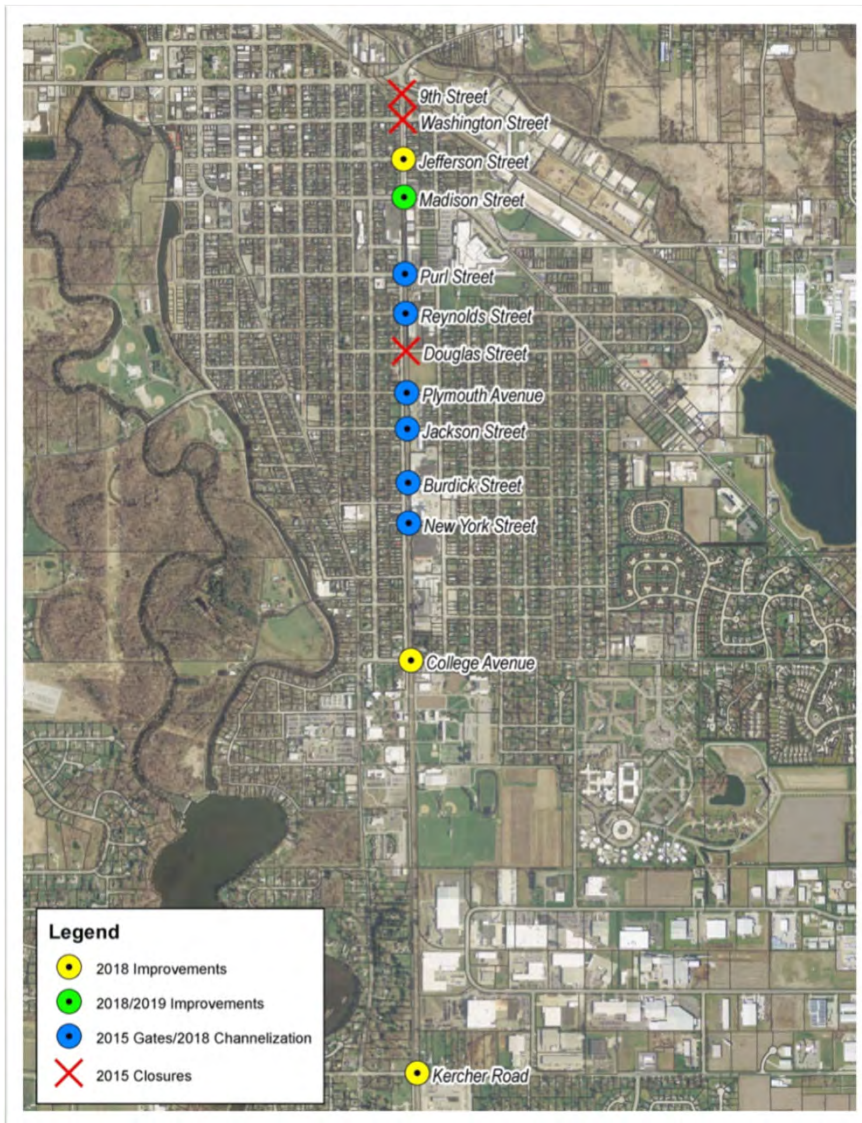 9th Street
Washington Street
Jefferson Street
Madison Street
Purl Street
Reynolds Street
Douglas Street
Plymouth Avenue
Jackson Street
Burdick Street
New York Street
College Avenue
Kercher Road
Legend
2018 Improvements
2018/2019 Improvements
2015 Gates/2018 Channelization
2015 Closures